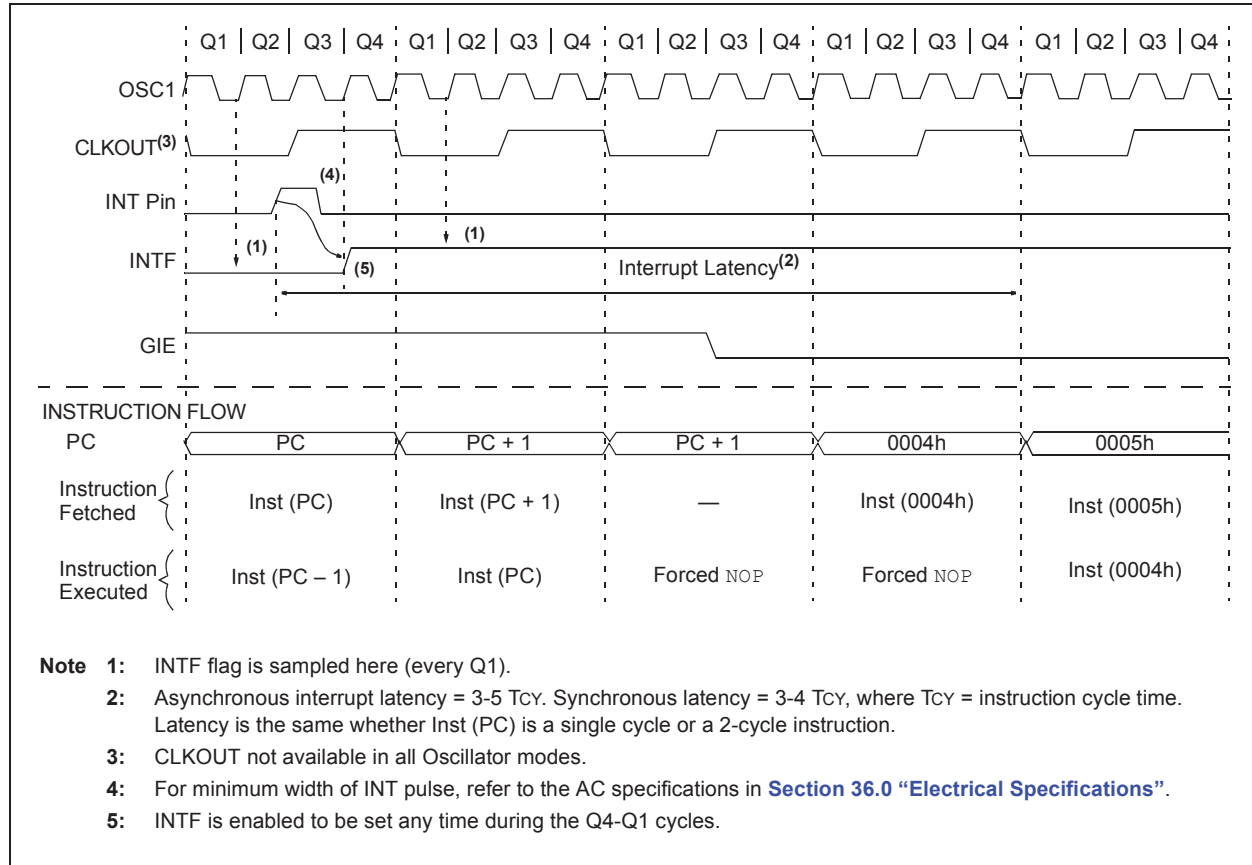 Q1 | Q2 | Q3 | Q4 Q1 | Q2 | Q3 | Q4 Q1 | Q2 | Q3 | Q4 Q1 | Q2 | Q3 | Q4 Q1 | Q2 | Q3 | Q4
OSC1
CLKOUT(3)
(4)
INT Pin
(1) (1)
INTF (5) Interrupt Latency(2)
GIE
INSTRUCTION FLOW
PC PC PC + 1 PC + 1 0004h 0005h
Instruction
Fetched
Inst (PC) Inst (PC + 1) — Inst (0004h) Inst (0005h)
Instruction
Executed
Inst (PC – 1) Inst (PC) Forced NOP Forced NOP Inst (0004h)
Note 1: INTF flag is sampled here (every Q1).
2: Asynchronous interrupt latency = 3-5 TCY. Synchronous latency = 3-4 TCY, where TCY = instruction cycle time.
Latency is the same whether Inst (PC) is a single cycle or a 2-cycle instruction.
3: CLKOUT not available in all Oscillator modes.
4: For minimum width of INT pulse, refer to the AC specifications in Section 36.0 “Electrical Specifications”.
5: INTF is enabled to be set any time during the Q4-Q1 cycles.